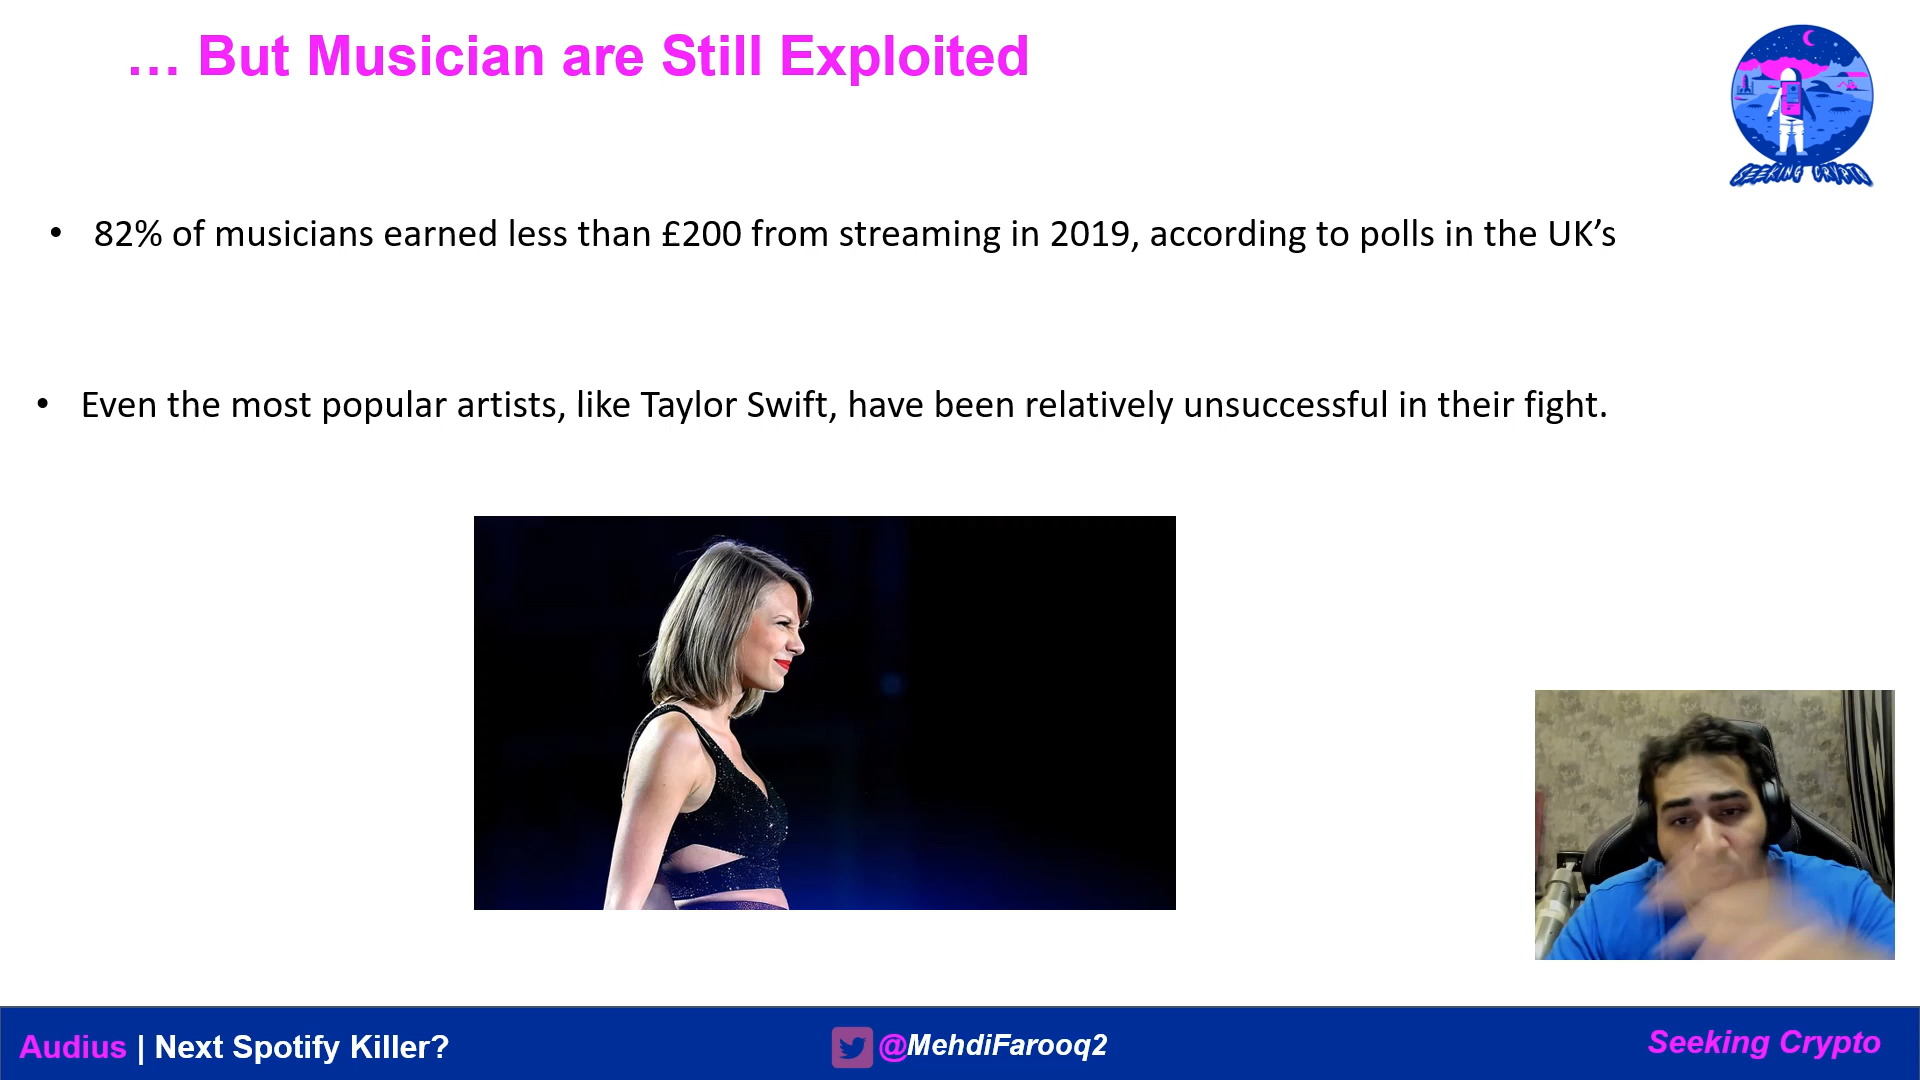 … But Musician are Still Exploited
SEEKING CRYPTO
• 82% of musicians earned less than £200 from streaming in 2019, according to polls in the UK’s
• Even the most popular artists, like Taylor Swift, have been relatively unsuccessful in their fight.
Audius | Next Spotify Killer?
@MehdiFarooq2
Seeking Crypto